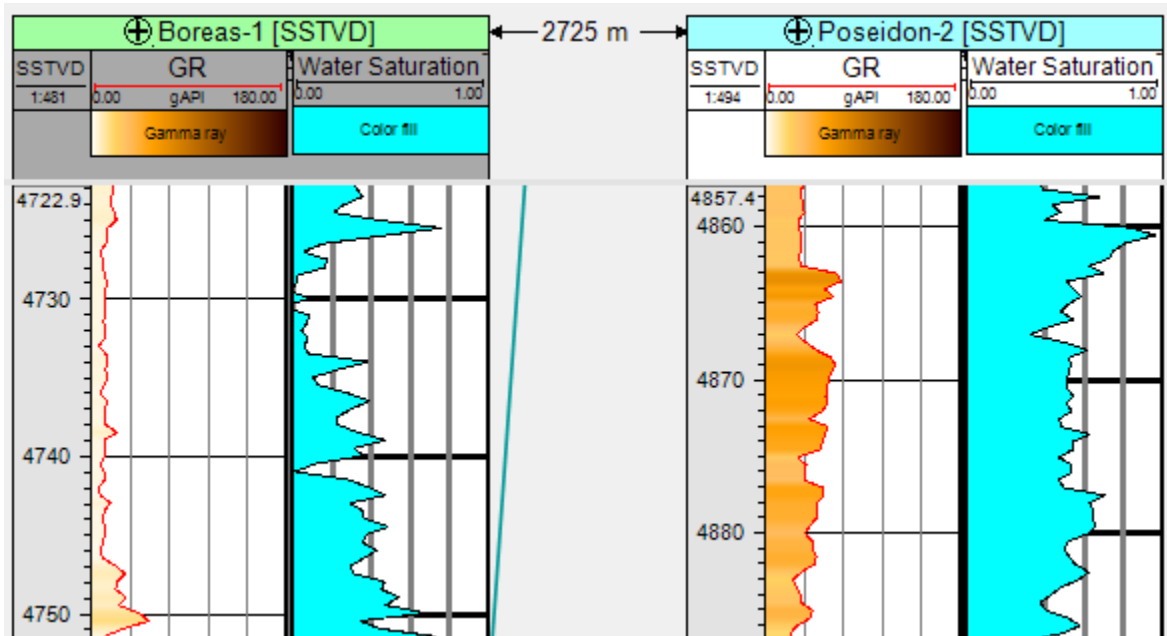 Boreas-1 [SSTVD]
2725 m
Poseidon-2 [SSTVD]
SSTVD
GR
Water Saturation
SSTVD
GR
Water Saturation
1:481
0.00 gAPI 180.00
0.00 1.00
1:494
0.00 gAPI 180.00
0.00 1.00
Gamma ray
Color fill
Gamma ray
Color fill
4722.9
4730
4740
4750
4857.4
4860
4870
4880